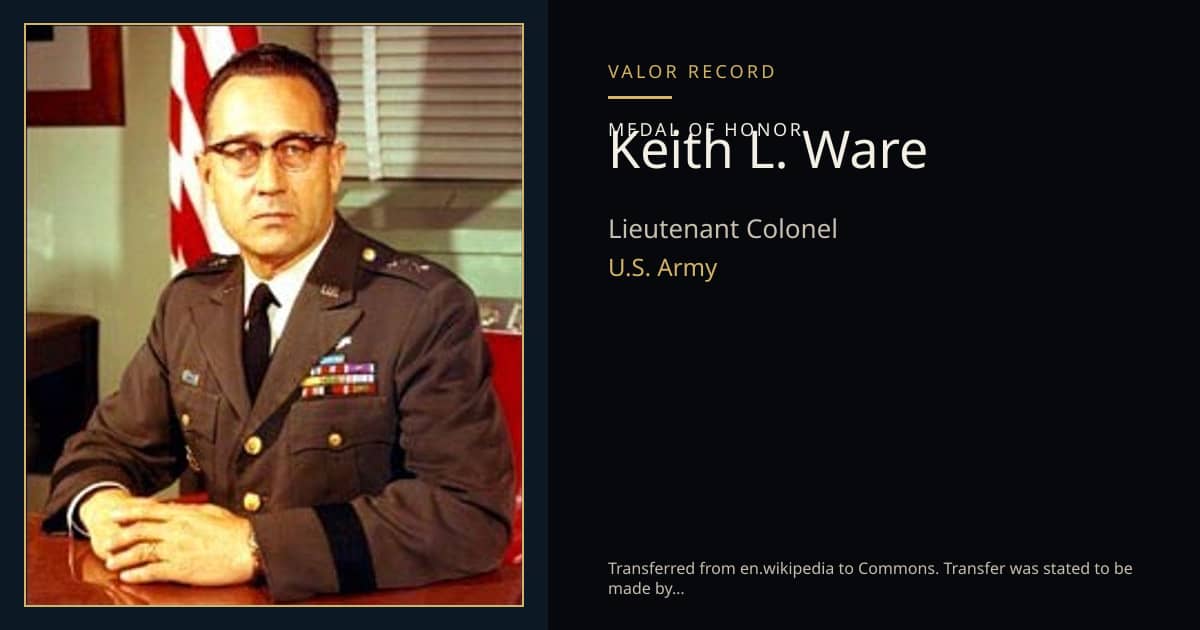 VALOR RECORD
MEDAL OF HONOR
Keith L. Ware
Lieutenant Colonel
U.S. Army
Transferred from en.wikipedia to Commons. Transfer was stated to be
made by...